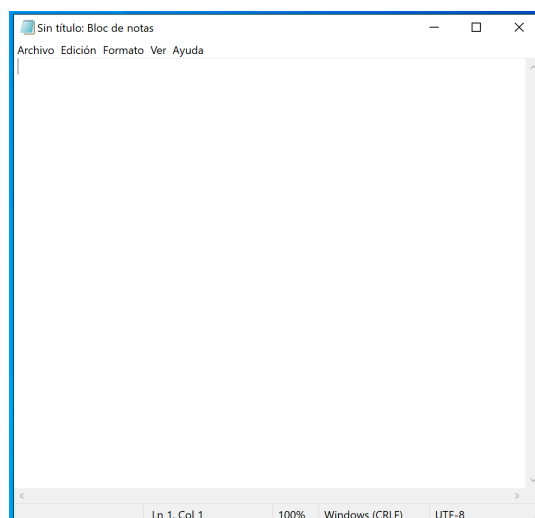 Sin título: Bloc de notas
Archivo Edición Formato Ver Ayuda
Ln 1, Col 1 100% Windows (CRLF) UTF-8